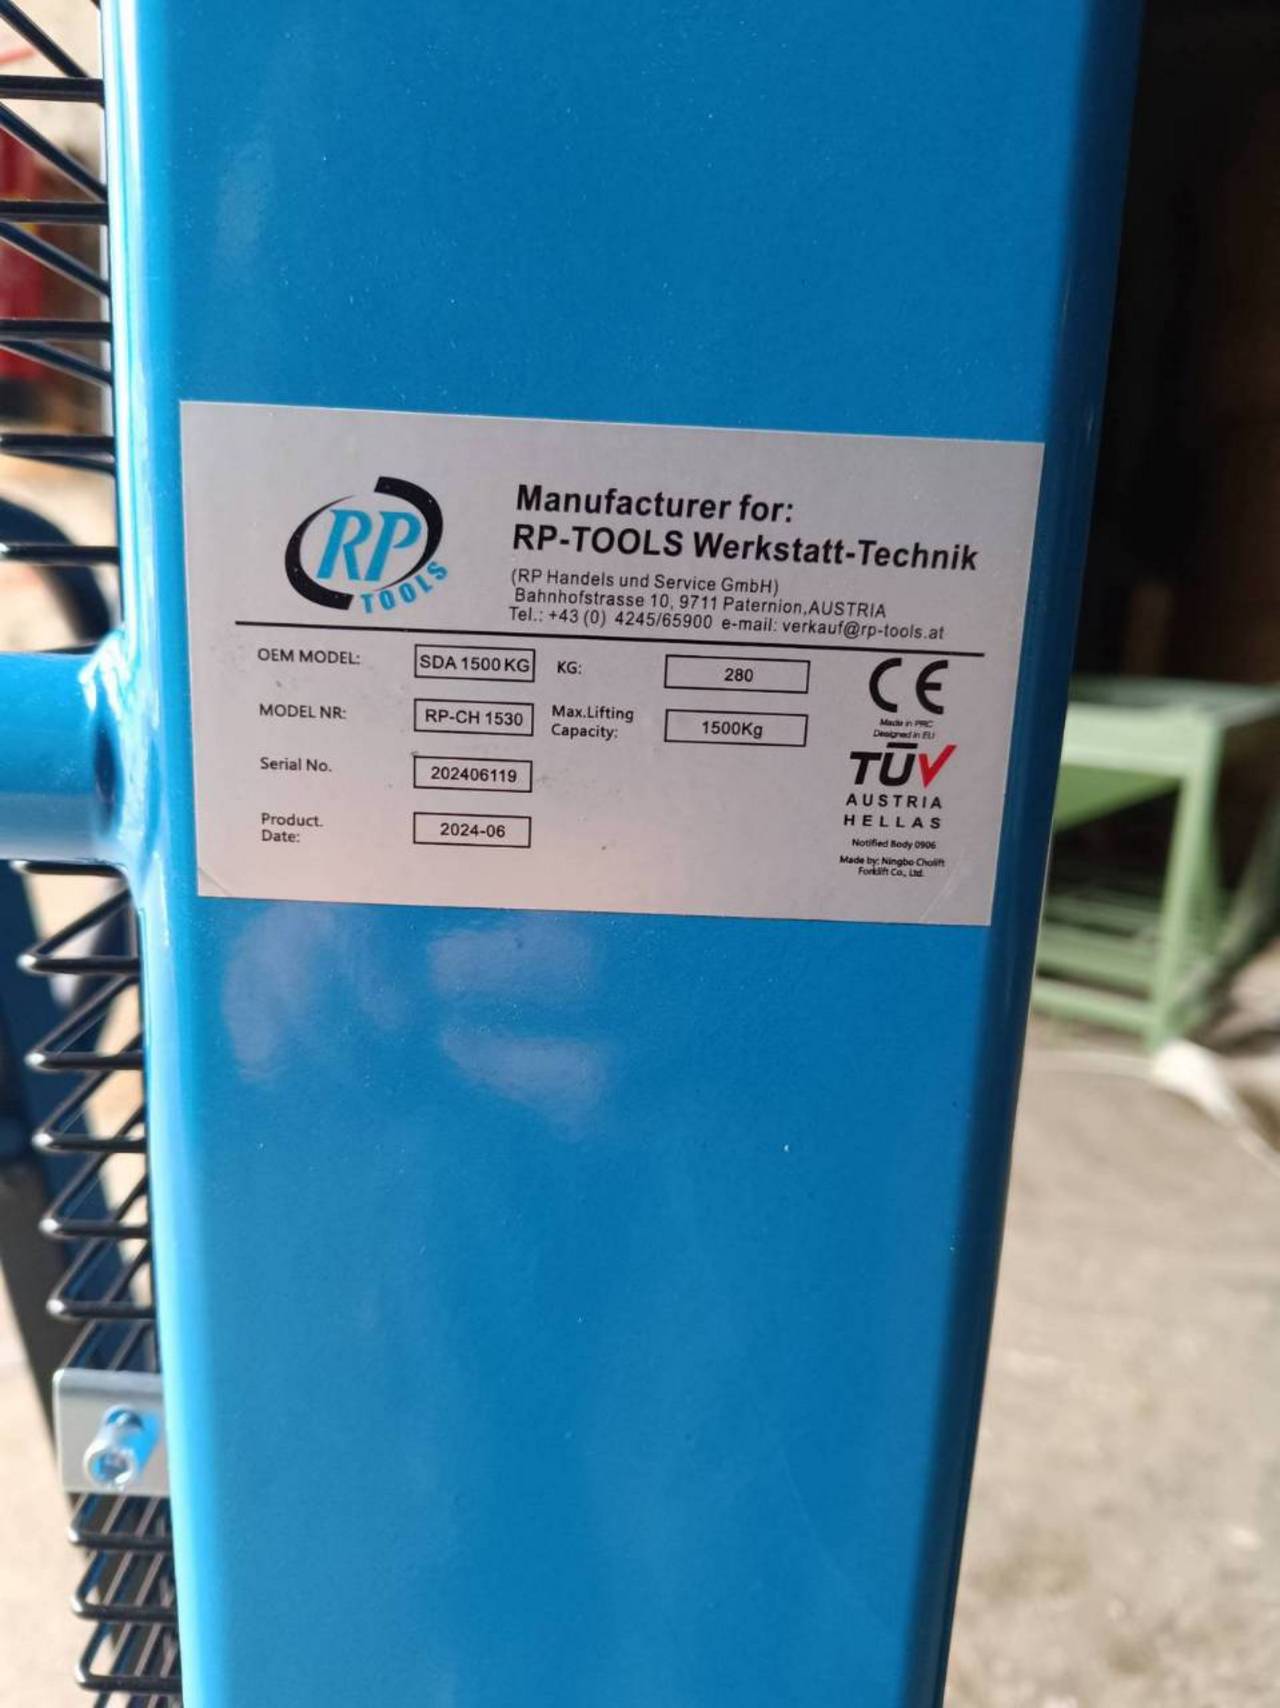 RP
TOOLS
Manufacturer for:
RP-TOOLS Werkstatt-Technik
(RP Handels und Service GmbH)
Bahnhofstrasse 10, 9711 Paternion,AUSTRIA
Tel.: +43 (0) 4245/65900 e-mail: verkauf@rp-tools.at
OEM MODEL: SDA 1500 KG KG: 280
MODEL NR: RP-CH 1530 Max.Lifting
Capacity: 1500Kg
Serial No. 202406119
Product.
Date: 2024-06
CE
Made in PRC
Designed in EU
TÜV
AUSTRIA
HELLAS
Notified Body 0906
Made by: Ningbo Cholift
Forklift Co., Ltd.